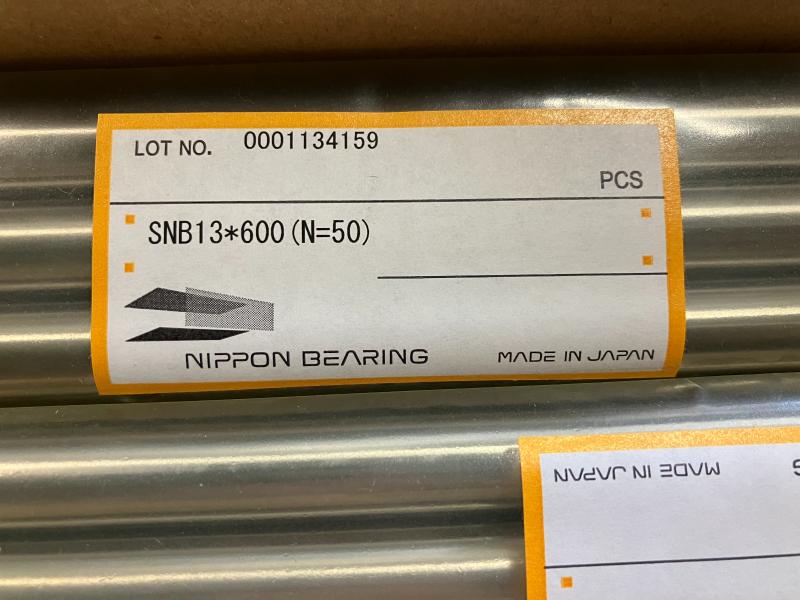 LOT NO. 0001134159
PCS
SNB13*600(N=50)
NIPPON BEARING MADE IN JAPAN
MADE IN JAPAN